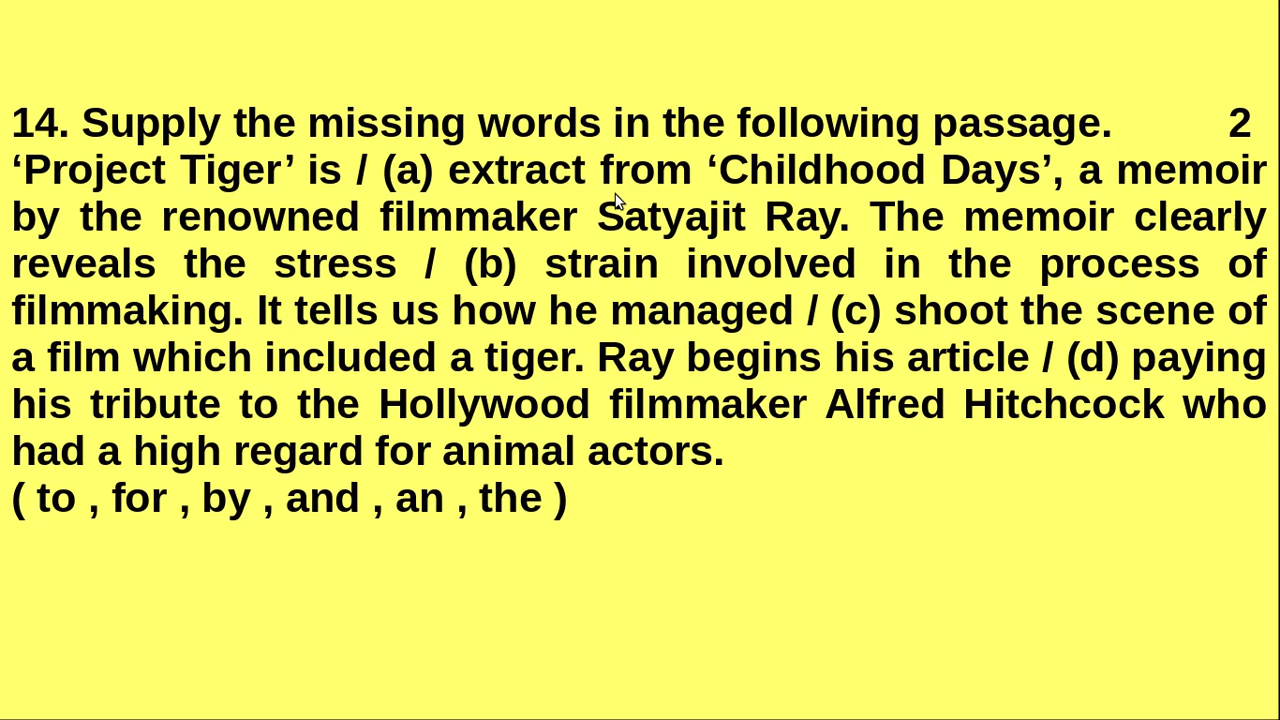 14. Supply the missing words in the following passage. 2
‘Project Tiger’ is / (a) extract from ‘Childhood Days’, a memoir
by the renowned filmmaker Satyajit Ray. The memoir clearly
reveals the stress / (b) strain involved in the process of
filmmaking. It tells us how he managed / (c) shoot the scene of
a film which included a tiger. Ray begins his article / (d) paying
his tribute to the Hollywood filmmaker Alfred Hitchcock who
had a high regard for animal actors.
( to , for , by , and , an , the )